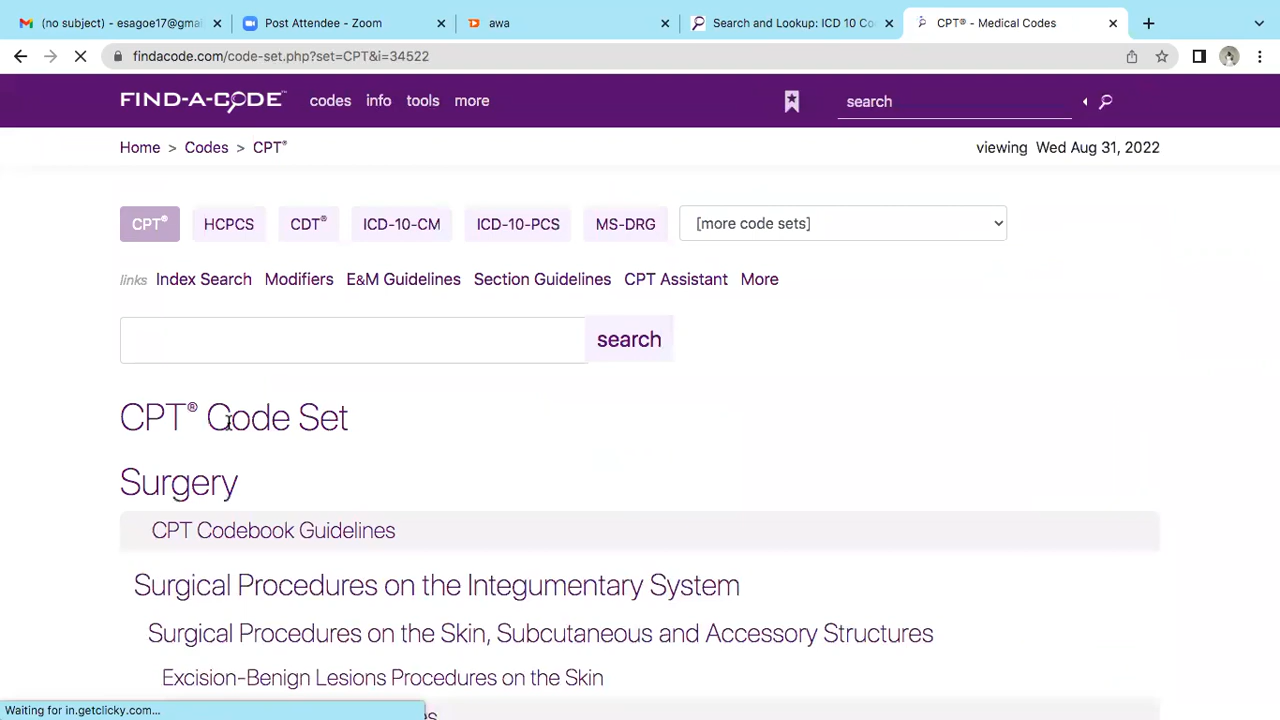 (no subject) - esagoe17@gmai
Post Attendee - Zoom
awa
Search and Lookup: ICD 10 Co
CPT® - Medical Codes
findacode.com/code-set.php?set=CPT&i=34522
FIND-A-CODE™ codes info tools more search
Home > Codes > CPT® viewing Wed Aug 31, 2022
CPT® HCPCS CDT® ICD-10-CM ICD-10-PCS MS-DRG [more code sets]
links Index Search Modifiers E&M Guidelines Section Guidelines CPT Assistant More
search
CPT® Code Set
Surgery
CPT Codebook Guidelines
Surgical Procedures on the Integumentary System
Surgical Procedures on the Skin, Subcutaneous and Accessory Structures
Excision-Benign Lesions Procedures on the Skin
Waiting for in.getclicky.com...